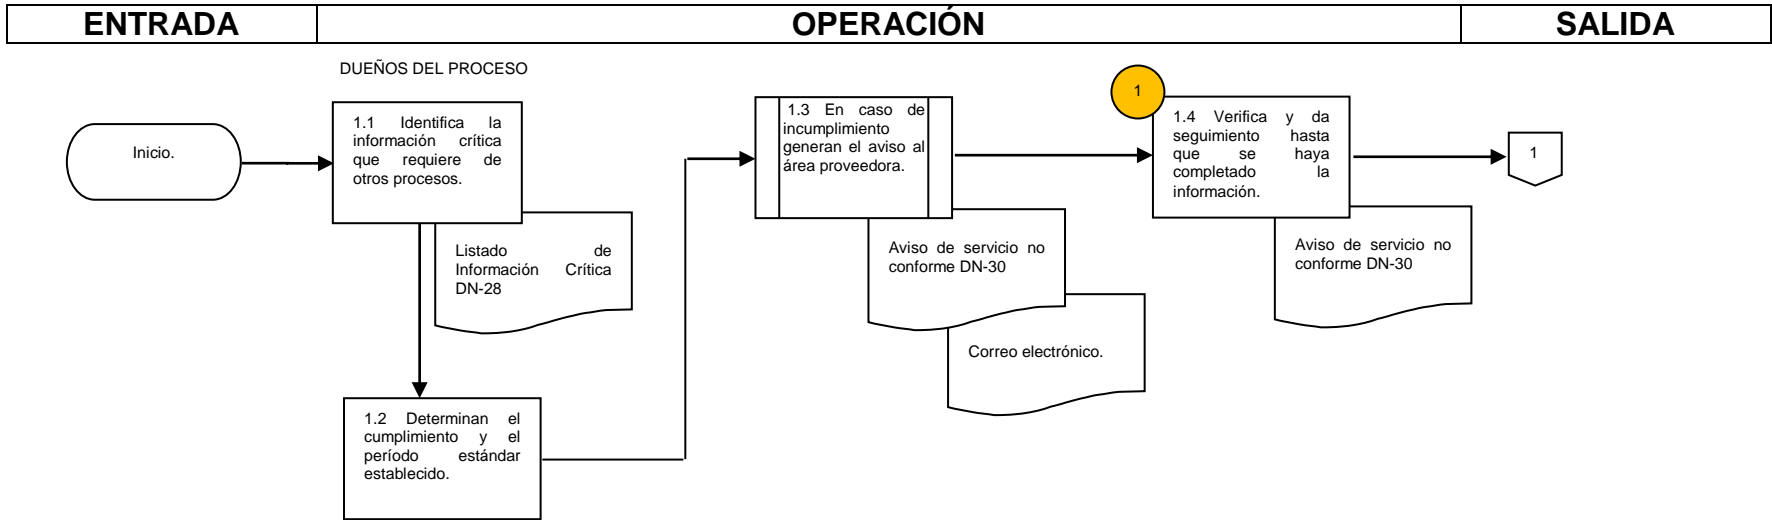 ENTRADA
OPERACIÓN
SALIDA
DUEÑOS DEL PROCESO
Inicio.
1.1 Identifica la
información crítica
que requiere de
otros procesos.
Listado de
Información Crítica
DN-28
1.2 Determinan el
cumplimiento y el
período estándar
establecido.
1.3 En caso de
incumplimiento
generan el aviso al
área proveedora.
Aviso de servicio no
conforme DN-30
Correo electrónico.
1
1.4 Verifica y da
seguimiento hasta
que se haya
completado la
información.
Aviso de servicio no
conforme DN-30
1